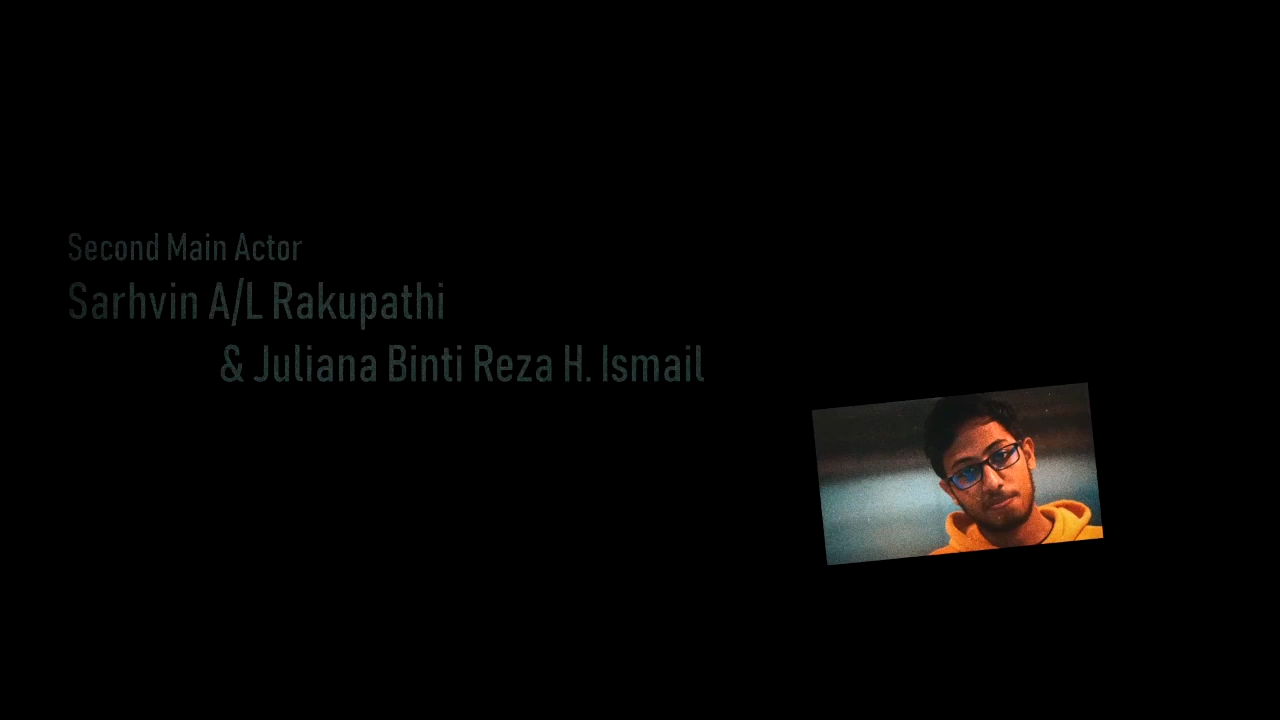 Second Main Actor
Sarhvin A/L Rakupathi
& Juliana Binti Reza H. Ismail